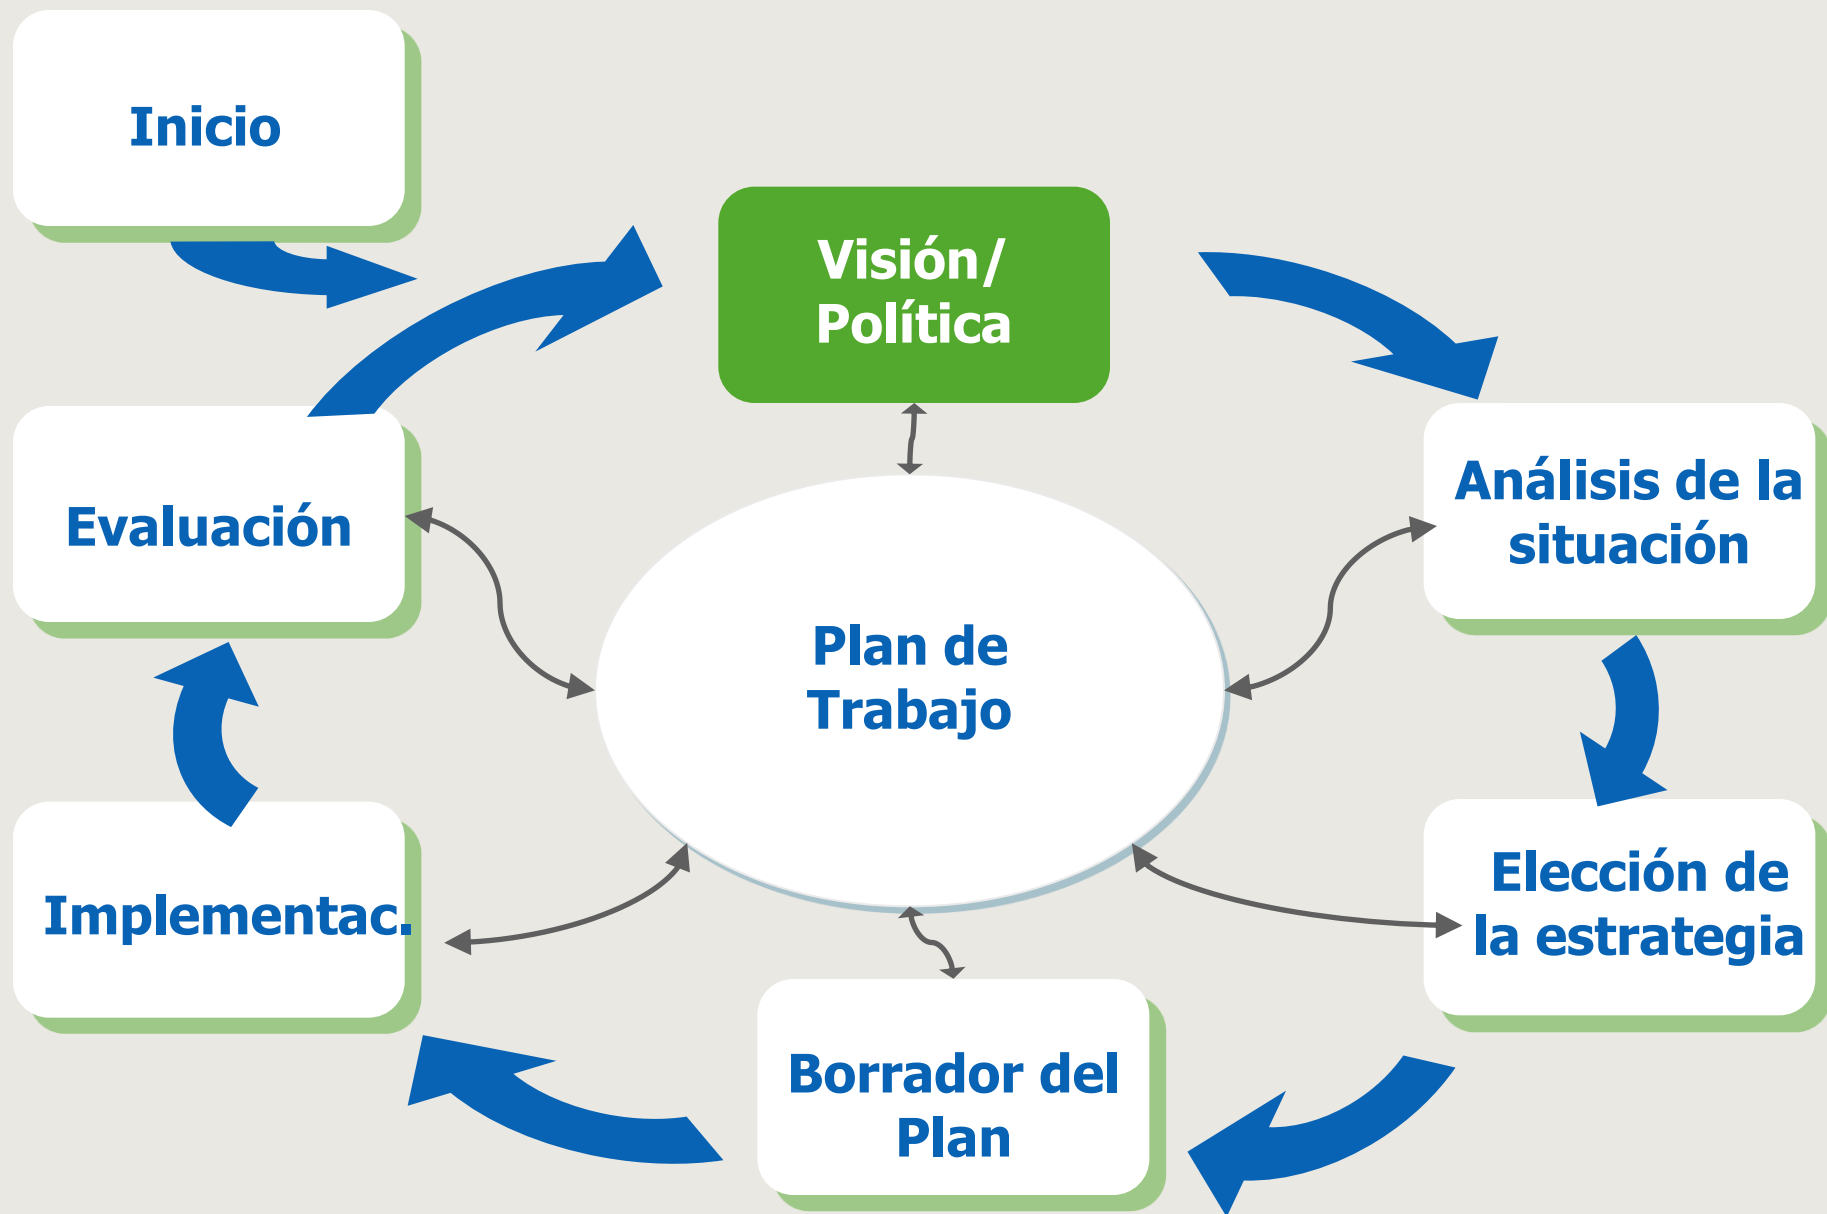 Inicio
Visión/
Política
Análisis de la
situación
Evaluación
Plan de
Trabajo
Elección de
la estrategia
Implementac.
Borrador del
Plan